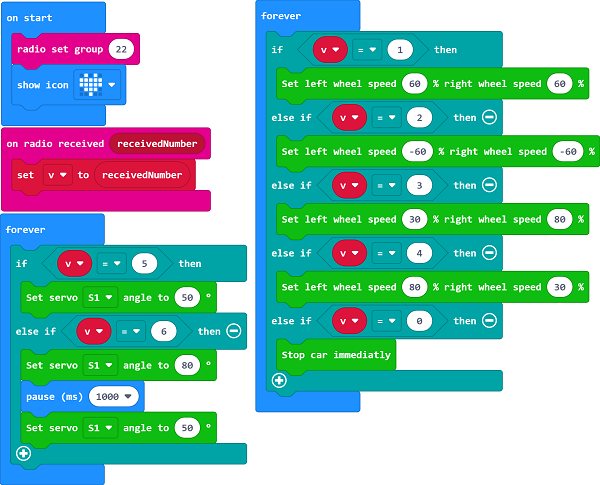 on start
radio set group 22
show icon
on radio received receivedNumber
set v to receivedNumber
forever
if v = 5 then
Set servo S1 angle to 50 °
else if v = 6 then
Set servo S1 angle to 80 °
pause (ms) 1000
Set servo S1 angle to 50 °
forever
if v = 1 then
Set left wheel speed 60 % right wheel speed 60 %
else if v = 2 then
Set left wheel speed -60 % right wheel speed -60 %
else if v = 3 then
Set left wheel speed 30 % right wheel speed 80 %
else if v = 4 then
Set left wheel speed 80 % right wheel speed 30 %
else if v = 0 then
Stop car immediatly